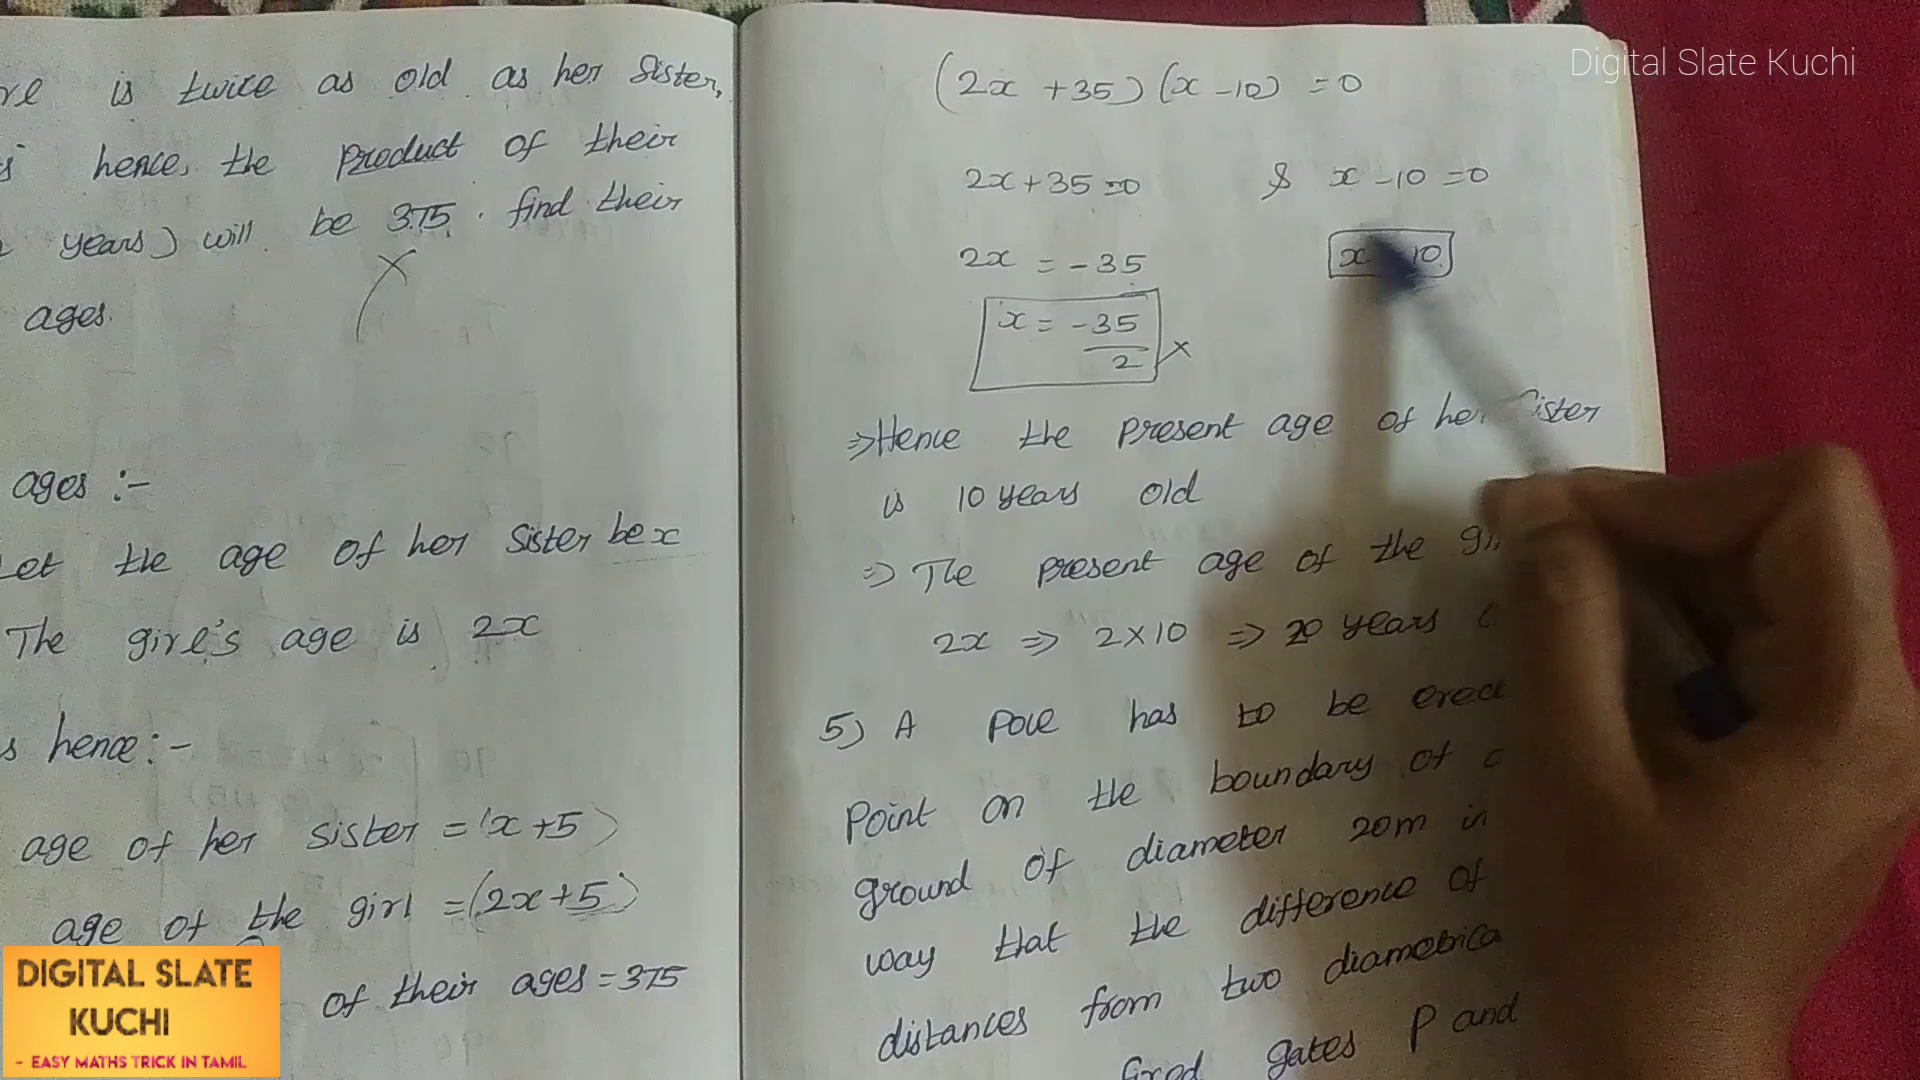 is twice as old as her Sister,
hence, the product of their
years) will be 375. find their
ages.
ages :-
Let the age of her Sister be x
The girl's age is 2x
hence :-
age of her sister = (x+5)
age of the girl = (2x+5)
of their ages = 375
(2x +35) (x-10) =0
2x+35=0 & x-10=0
2x = -35
x 10
x = -35
2 x
⇒Hence the present age of her Sister
is 10 years old
⇒ The present age of the
2x ⇒ 2×10 ⇒ 20 years
5) A pole has to be
Point on the boundary of
ground of diameter 20m in
way that the difference of
distances from two
gates P and
Digital Slate Kuchi
DIGITAL SLATE
KUCHI
- EASY MATHS TRICK IN TAMIL